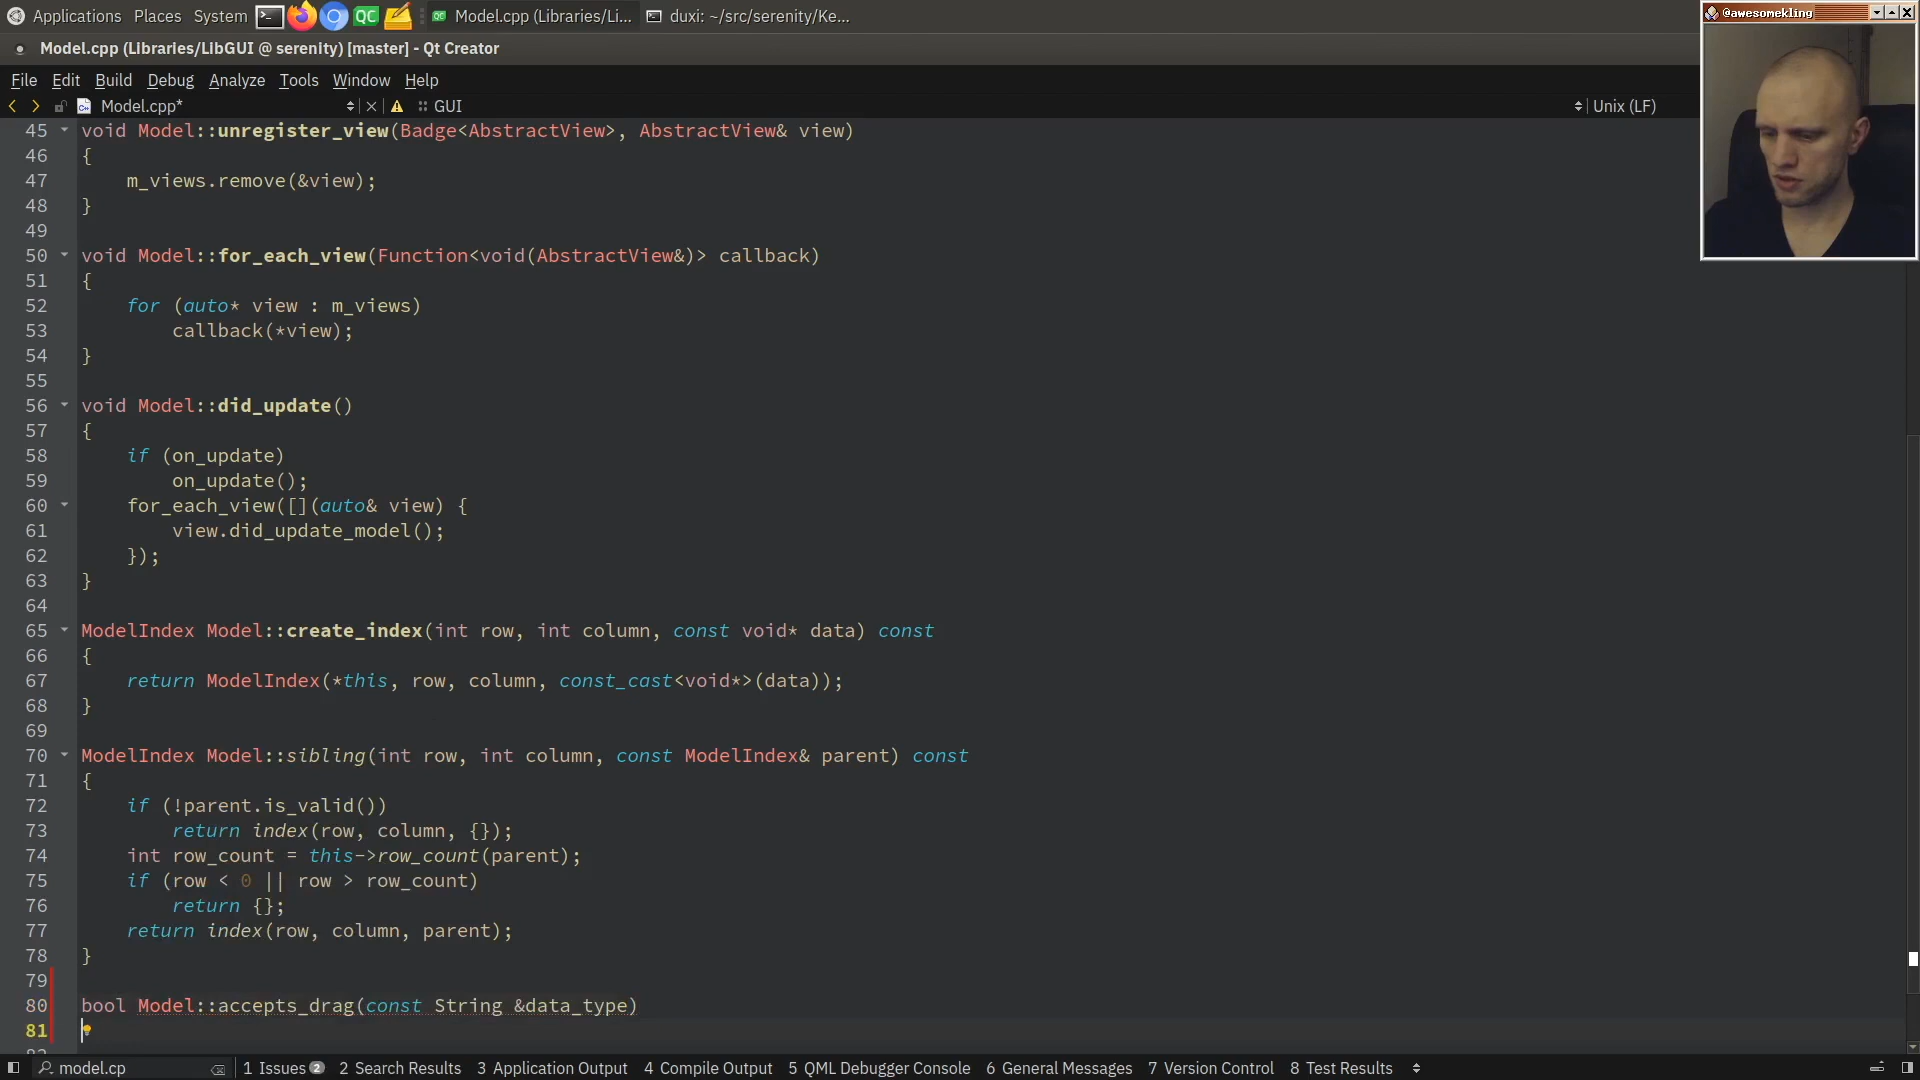 Applications Places System QC QC Model.cpp (Libraries/Li... duxi: ~/src/serenity/Ke...
@awesomekling
Model.cpp (Libraries/LibGUI @ serenity) [master] - Qt Creator
File Edit Build Debug Analyze Tools Window Help
Model.cpp* GUI Unix (LF)
45 void Model::unregister_view(Badge<AbstractView>, AbstractView& view)
46 {
47 m_views.remove(&view);
48 }
49
50 void Model::for_each_view(Function<void(AbstractView&)> callback)
51 {
52 for (auto* view : m_views)
53 callback(*view);
54 }
55
56 void Model::did_update()
57 {
58 if (on_update)
59 on_update();
60 for_each_view([](auto& view) {
61 view.did_update_model();
62 });
63 }
64
65 ModelIndex Model::create_index(int row, int column, const void* data) const
66 {
67 return ModelIndex(*this, row, column, const_cast<void*>(data));
68 }
69
70 ModelIndex Model::sibling(int row, int column, const ModelIndex& parent) const
71 {
72 if (!parent.is_valid())
73 return index(row, column, {});
74 int row_count = this->row_count(parent);
75 if (row < 0 || row > row_count)
76 return {};
77 return index(row, column, parent);
78 }
79
80 bool Model::accepts_drag(const String &data_type)
81
82
model.cp 1 Issues 2 2 Search Results 3 Application Output 4 Compile Output 5 QML Debugger Console 6 General Messages 7 Version Control 8 Test Results